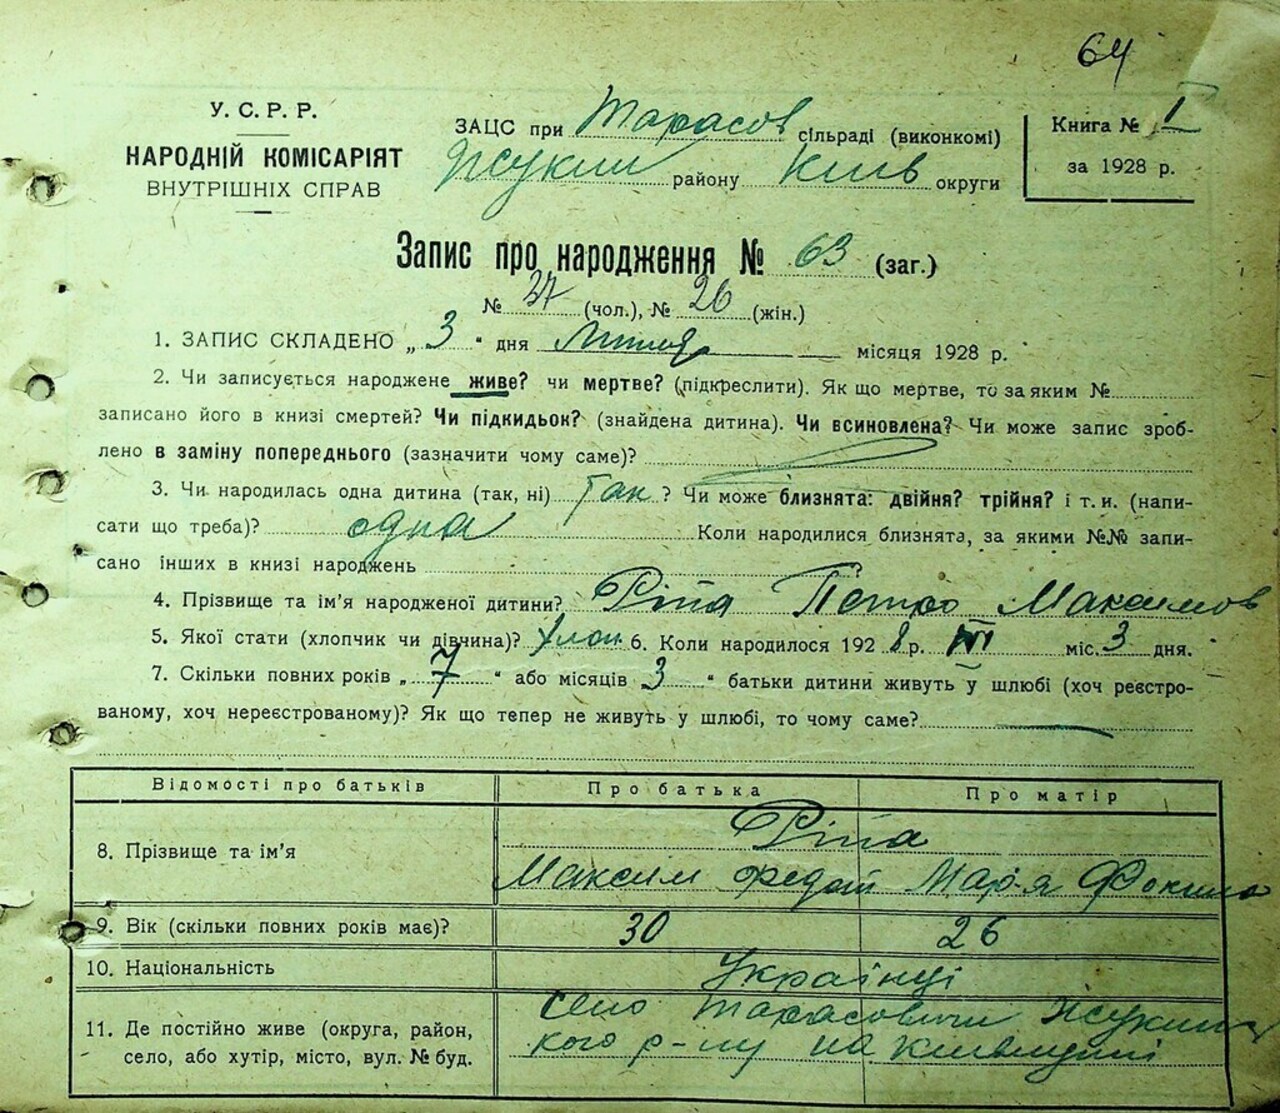 64
У. С. Р. Р.
НАРОДНІЙ КОМІСАРІЯТ
ВНУТРІШНІХ СПРАВ
ЗАЦС при Тарасов сільраді (виконкомі)
Жукин району Київ округи
Книга № 1
за 1928 р.
Запис про народження № 63 (заг.)
№ 37 (чол.), № 26 (жін.)
1. ЗАПИС СКЛАДЕНО „ 3 “ дня Липня місяця 1928 р.
2. Чи записується народжене живе? чи мертве? (підкреслити). Як що мертве, то за яким №
записано його в книзі смертей? Чи підкидьок? (знайдена дитина). Чи всиновлена? Чи може запис зроб-
лено в заміну попереднього (зазначити чому саме)?
3. Чи народилась одна дитина (так, ні) Так ? Чи може близнята: двійня? трійня? і т. и. (напи-
сати що треба)? одна Коли народилися близнята, за якими №№ запи-
сано інших в книзі народжень ?
4. Прізвище та ім’я народженої дитини? Ріпа Петро Максимов
5. Якої стати (хлопчик чи дівчина)? Хлоп 6. Коли народилося 192 8 р. міс. 3 дня.
7. Скільки повних років „ 7 “ або місяців 3 “ батьки дитини живуть у шлюбі (хоч реєстро-
ваному, хоч нереєстрованому)? Як що тепер не живуть у шлюбі, то чому саме?
Відомості про батьків Про батька Про матір
8. Прізвище та ім’я Ріпа
Максим Федот Мар-я Фокина
9. Вік (скільки повних років має)? 30 26
10. Національність Українці
11. Де постійно живе (округа, район, село Тарасовичи Жукинс
село, або хутір, місто, вул. № буд. кого р-ну на Київщині